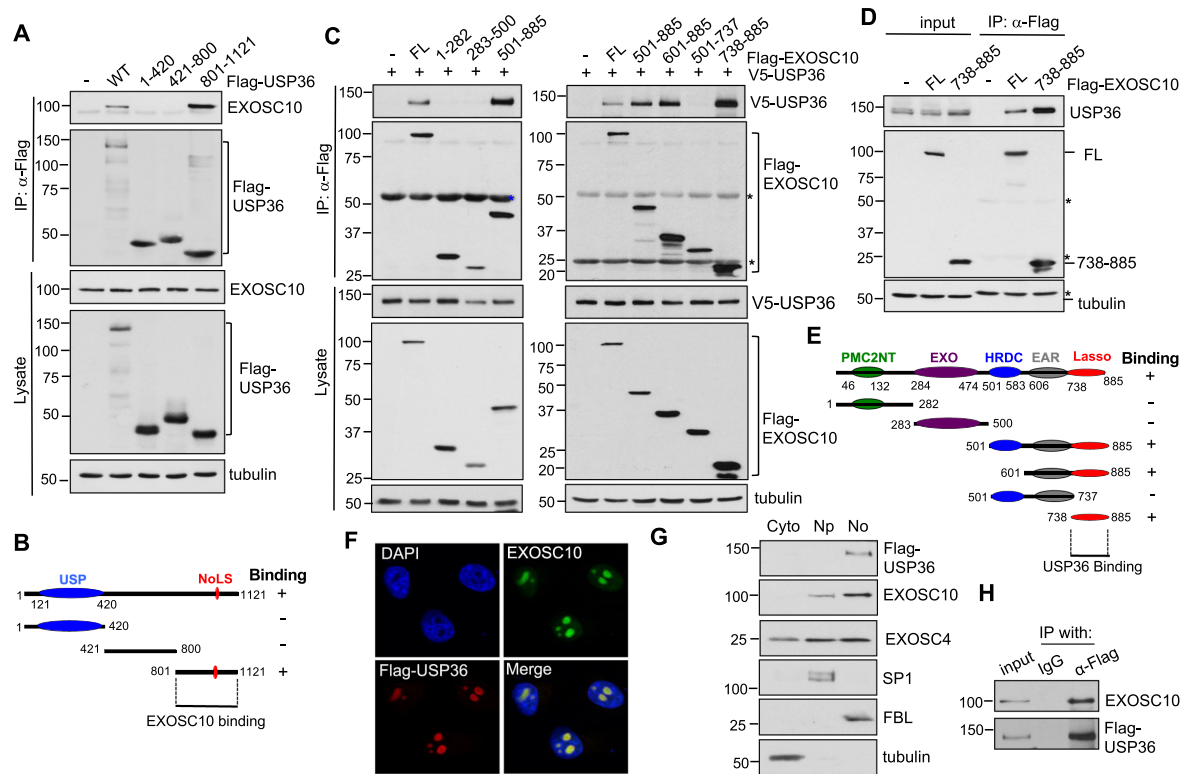 A
- WT 1-420 421-800 801-1121 Flag-USP36
IP: α-Flag
100 EXOSC10
150
100
75
50
Flag-
USP36
Lysate
100 EXOSC10
150
100
75
50
Flag-
USP36
50 tubulin
B
USP NoLS Binding
1 121 420 1121 +
1 420 -
421 800 -
801 1121 +
EXOSC10 binding
C
- FL 1-282 283-500 501-885
+ + + + +
- FL 501-885 601-885 501-737 738-885 Flag-EXOSC10
+ + + + + + V5-USP36
IP: α-Flag
150
150 V5-USP36
100
75
50 *
37
25
100
75
50 *
37
25 *
20
Flag-
EXOSC10
Lysate
150
150 V5-USP36
100
75
50
37
25
100
75
50
37
25
20
Flag-
EXOSC10
50
50 tubulin
D
input IP: α-Flag
- FL 738-885 - FL 738-885 Flag-EXOSC10
150 USP36
100 FL
75
50 *
37
25 *
738-885
50 *
tubulin
E
PMC2NT EXO HRDC EAR Lasso Binding
46 132 284 474 501 583 606 738 885 +
1 282 -
283 500 -
501 885 +
601 885 +
501 737 -
738 885 +
USP36 Binding
F
DAPI EXOSC10
Flag-USP36 Merge
G
Cyto Np No
150 Flag-
USP36
100 EXOSC10
25 EXOSC4
100 SP1
25 FBL
50 tubulin
H
IP with:
input IgG α-Flag
100 EXOSC10
150 Flag-
USP36